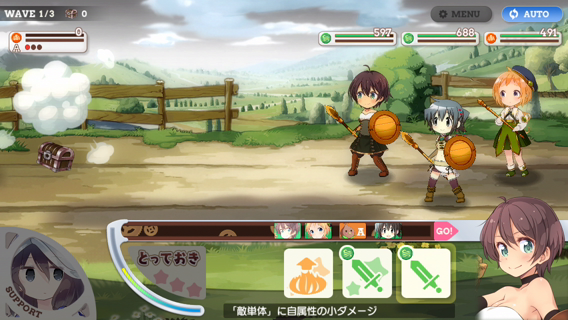 WAVE 1/3
0
MENU
AUTO
0
A
597
688
491
A
GO!
とっておき
SUPPORT
「敵単体」に自属性の小ダメージ